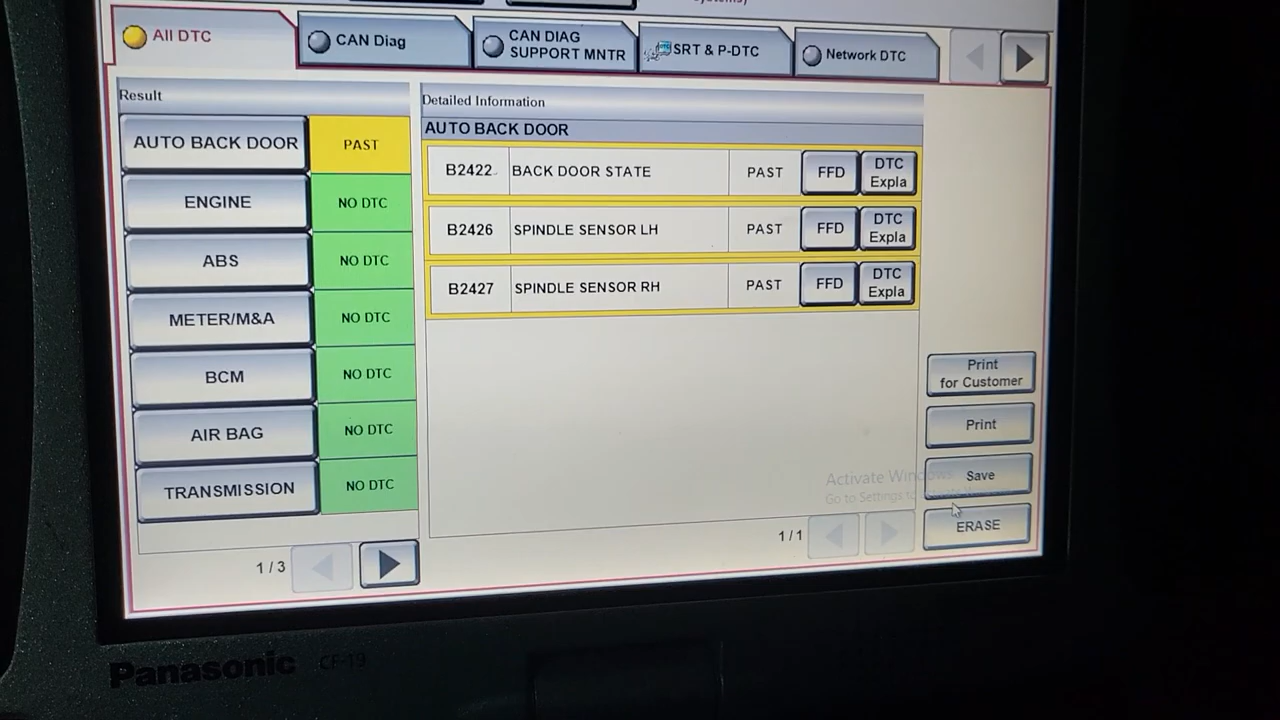 All DTC
CAN Diag
CAN DIAG
SUPPORT MNTR
SRT & P-DTC
Network DTC
Result
AUTO BACK DOOR PAST
ENGINE NO DTC
ABS NO DTC
METER/M&A NO DTC
BCM NO DTC
AIR BAG NO DTC
TRANSMISSION NO DTC
1 / 3
Detailed Information
AUTO BACK DOOR
B2422 BACK DOOR STATE PAST FFD DTC Expla
B2426 SPINDLE SENSOR LH PAST FFD DTC Expla
B2427 SPINDLE SENSOR RH PAST FFD DTC Expla
1 / 1
Print
for Customer
Print
Save
ERASE
Activate Windows
Go to Settings to
Panasonic CF-19